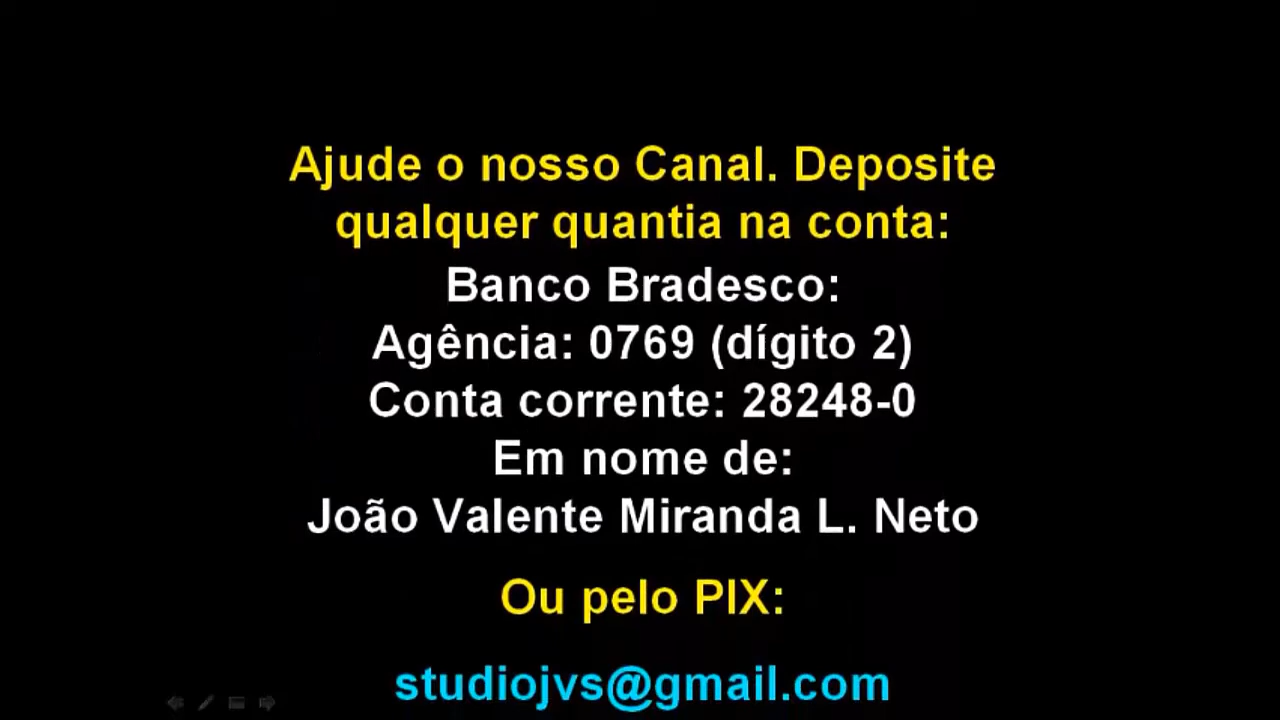 Ajude o nosso Canal. Deposite
qualquer quantia na conta:
Banco Bradesco:
Agência: 0769 (dígito 2)
Conta corrente: 28248-0
Em nome de:
João Valente Miranda L. Neto
Ou pelo PIX:
studiojvs@gmail.com